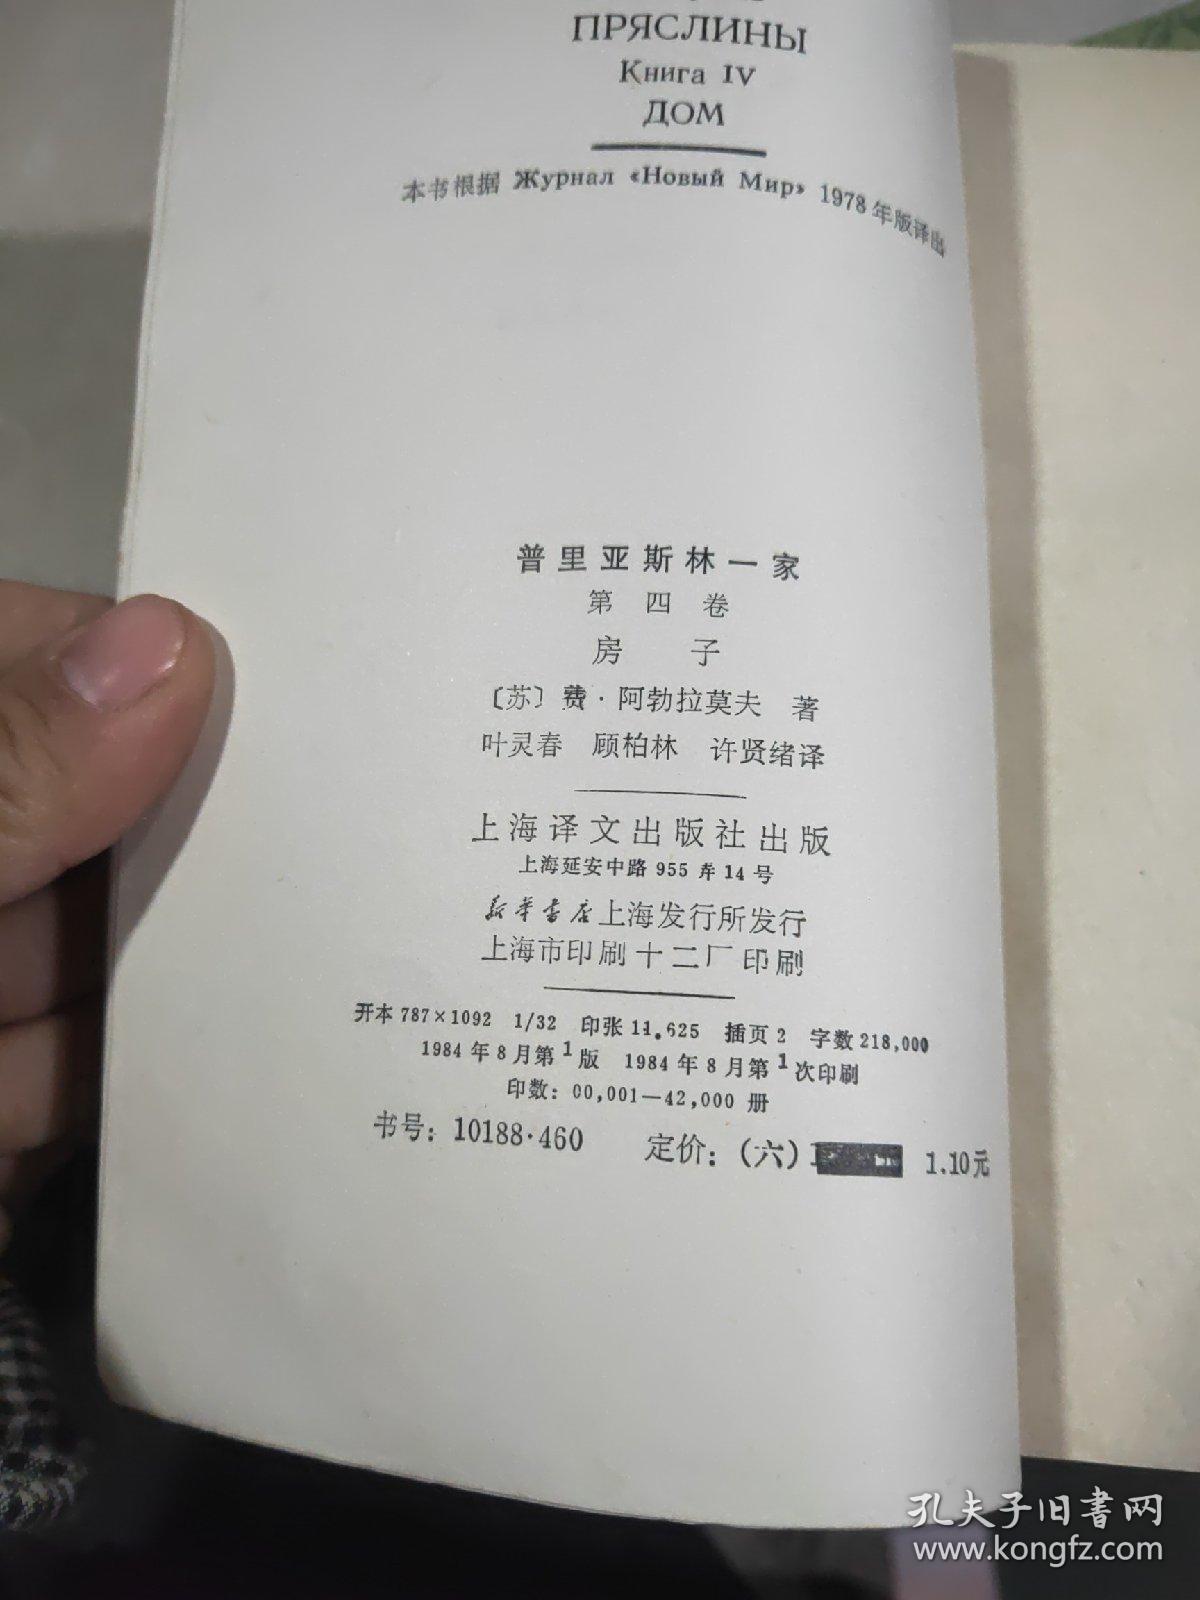 ПРЯСЛИНЫ
Книга IV
ДОМ
本书根据 Журнал «Новый Мир» 1978 年版译出
普里亚斯林一家
第四卷
房子
〔苏〕费·阿勃拉莫夫 著
叶灵春 顾柏林 许贤绪译
上海译文出版社出版
上海延安中路 955 弄 14 号
新华书店上海发行所发行
上海市印刷十二厂印刷
开本 787×1092 1/32 印张 11.625 插页 2 字数 218,000
1984 年 8 月第 1 版 1984 年 8 月第 1 次印刷
印数：00,001—42,000 册
书号：10188·460 定价：(六) 1.10元
孔夫子旧书网
www.kongfz.com